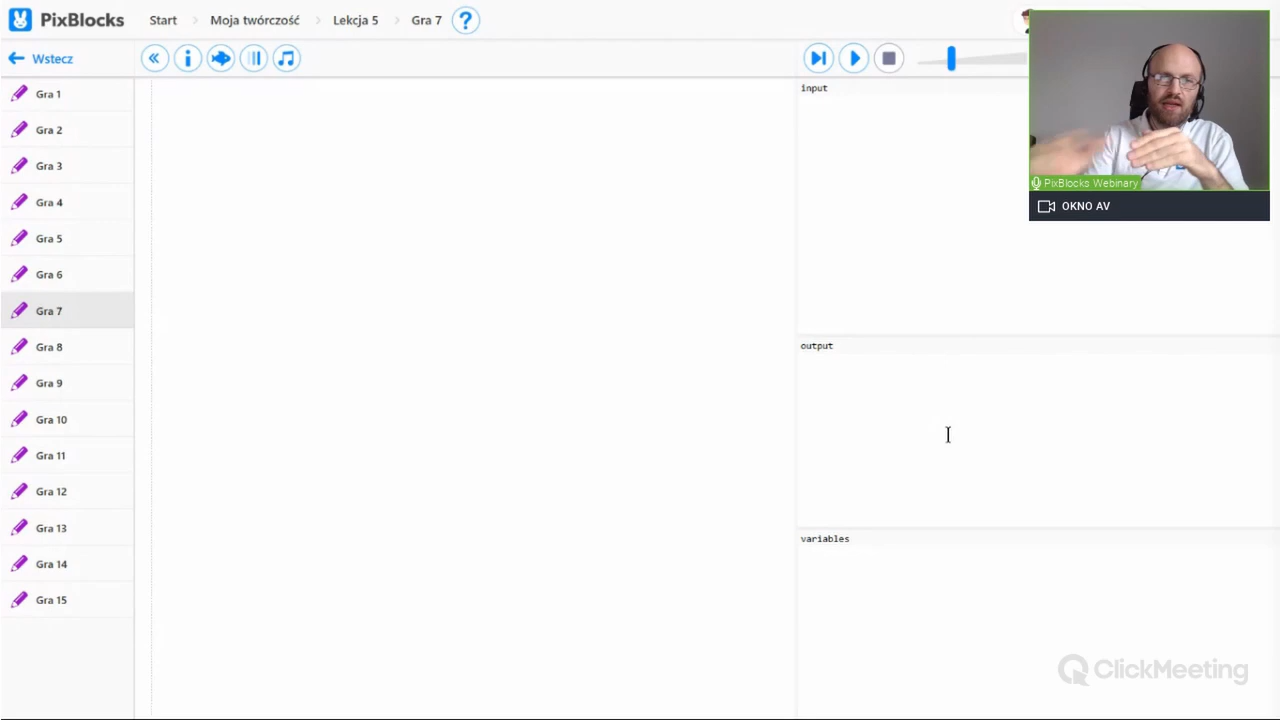 PixBlocks Start Moja twórczość Lekcja 5 Gra 7 ?
Wstecz
Gra 1
Gra 2
Gra 3
Gra 4
Gra 5
Gra 6
Gra 7
Gra 8
Gra 9
Gra 10
Gra 11
Gra 12
Gra 13
Gra 14
Gra 15
input
output
variables
PixBlocks Webinary
OKNO AV
ClickMeeting